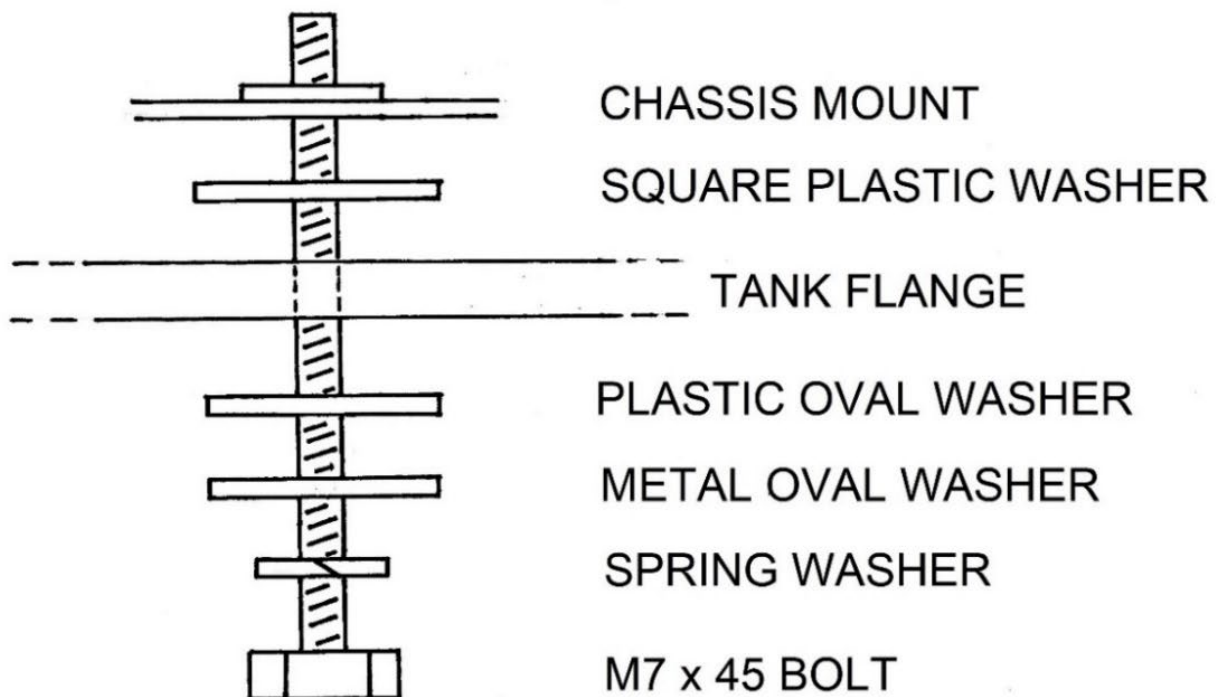 CHASSIS MOUNT
SQUARE PLASTIC WASHER
TANK FLANGE
PLASTIC OVAL WASHER
METAL OVAL WASHER
SPRING WASHER
M7 x 45 BOLT